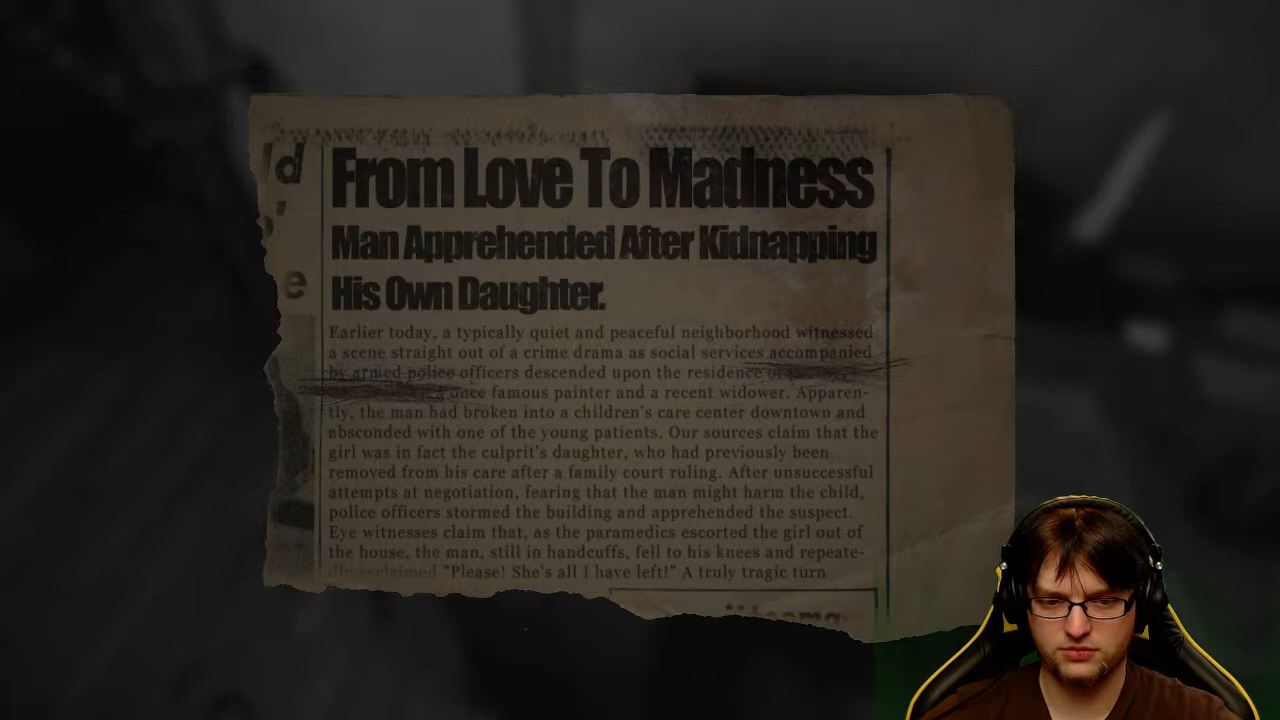 d
From Love To Madness
Man Apprehended After Kidnapping
e
His Own Daughter.
Earlier today, a typically quiet and peaceful neighborhood witnessed
a scene straight out of a crime drama as social services accompanied
by armed police officers descended upon the residence of
once famous painter and a recent widower. Apparen-
tly, the man had broken into a children's care center downtown and
absconded with one of the young patients. Our sources claim that the
girl was in fact the culprit's daughter, who had previously been
removed from his care after a family court ruling. After unsuccessful
attempts at negotiation, fearing that the man might harm the child,
police officers stormed the building and apprehended the suspect.
Eye witnesses claim that, as the paramedics escorted the girl out of
the house, the man, still in handcuffs, fell to his knees and repeate-
dly exclaimed "Please! She's all I have left!" A truly tragic turn